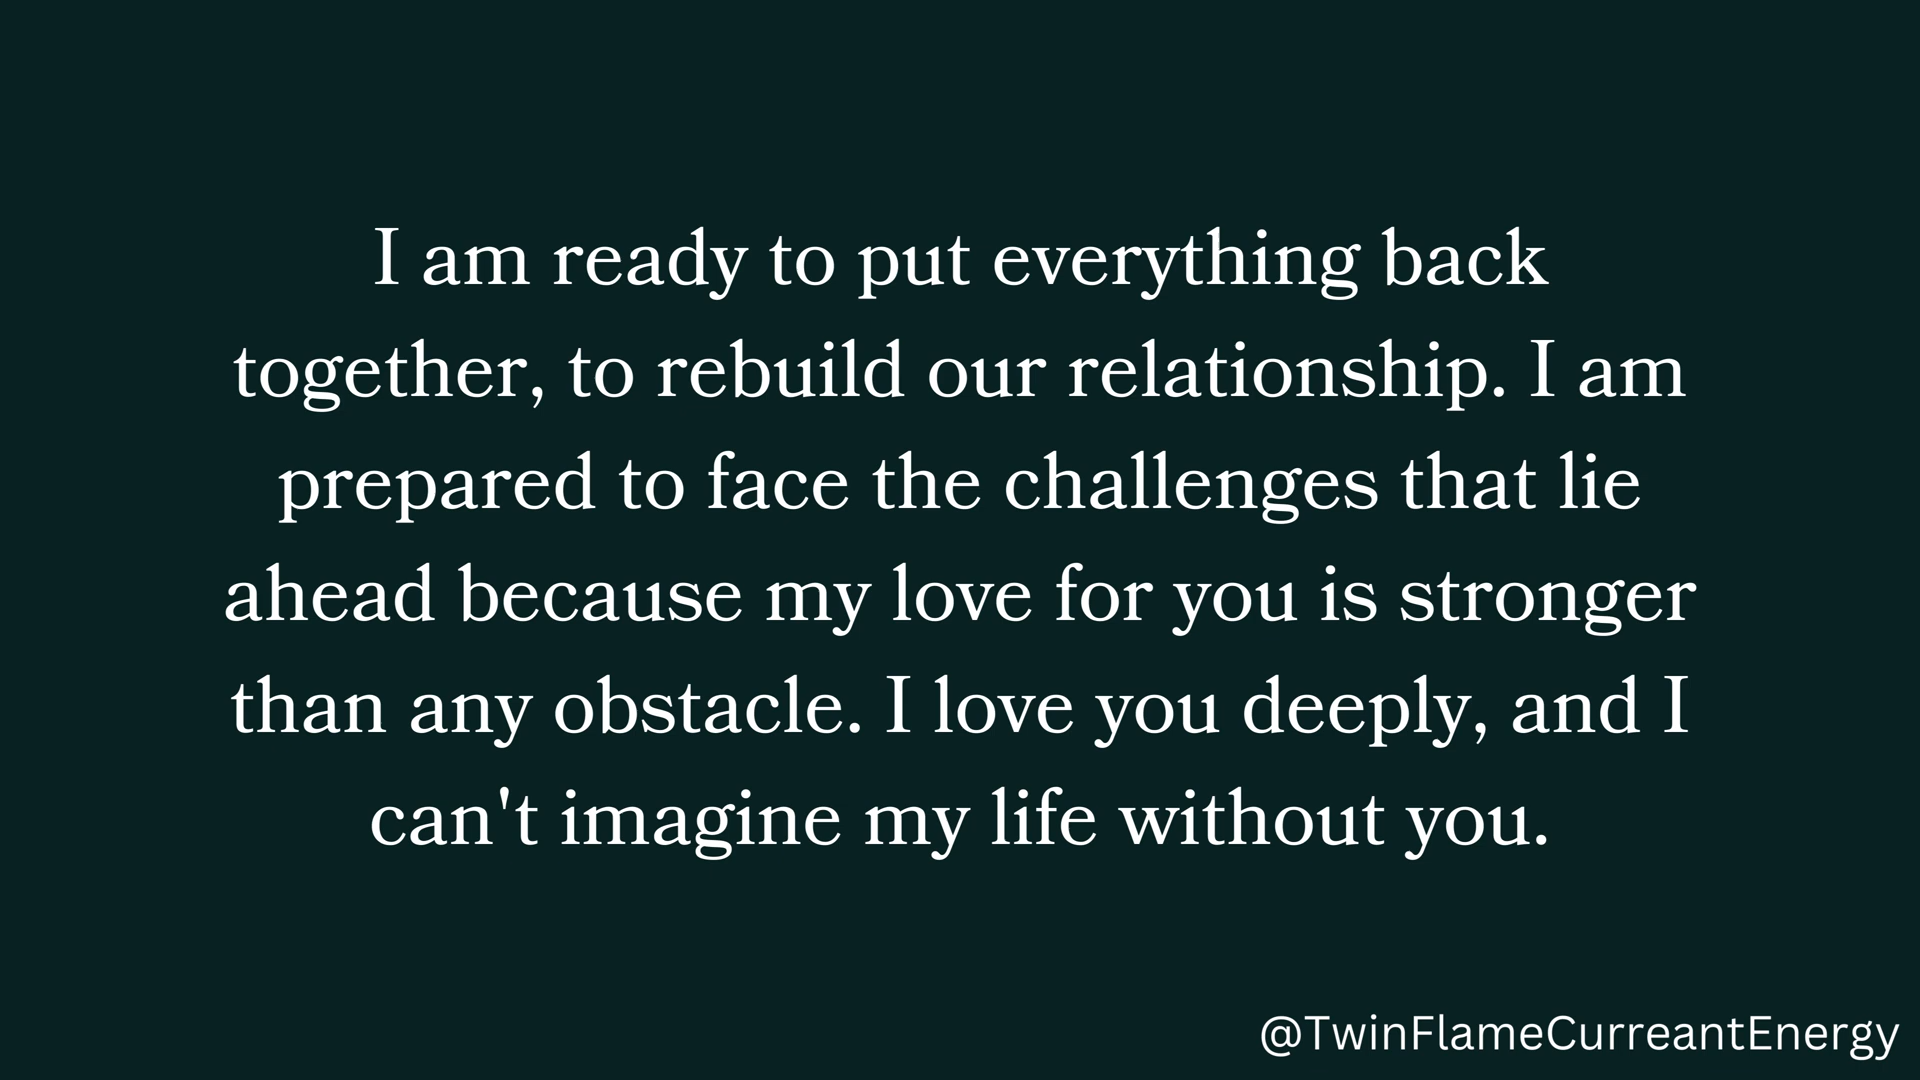 I am ready to put everything back
together, to rebuild our relationship. I am
prepared to face the challenges that lie
ahead because my love for you is stronger
than any obstacle. I love you deeply, and I
can't imagine my life without you.
@TwinFlameCurreantEnergy